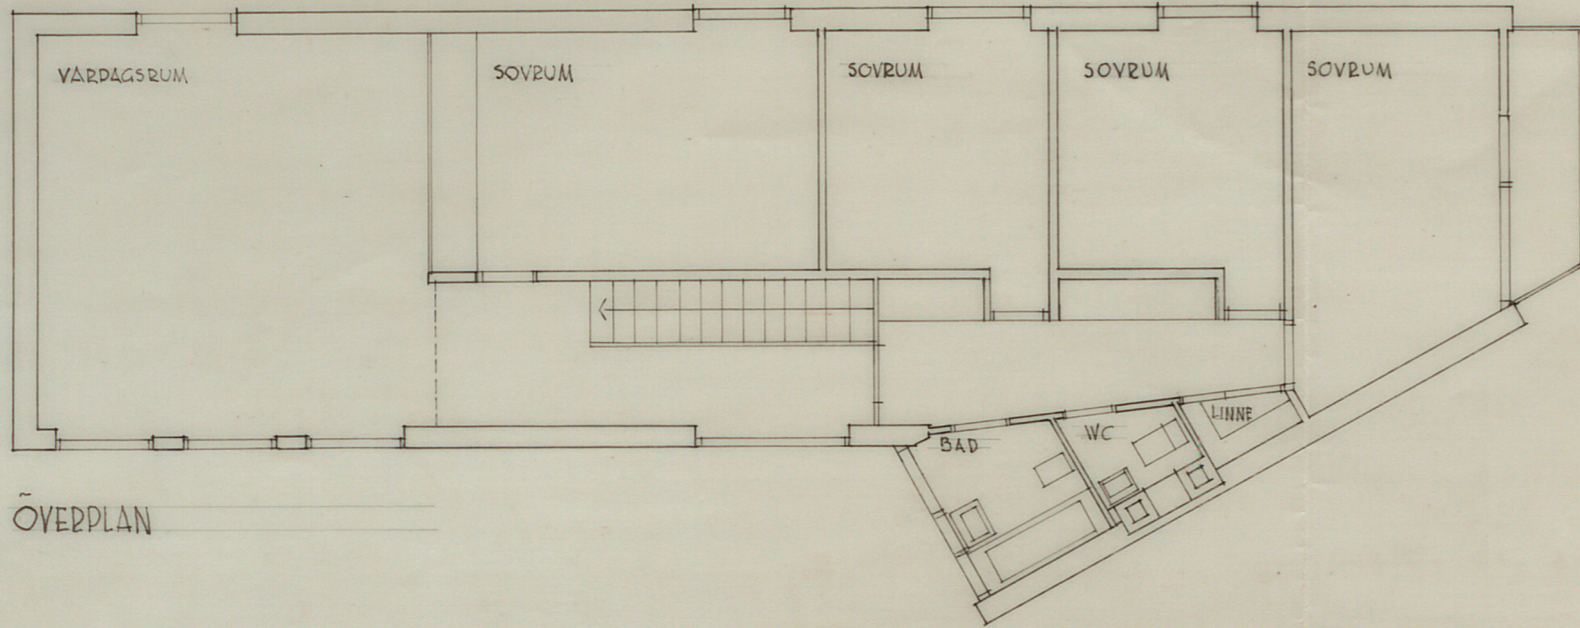 VARDAGSRUM
SOVRUM
SOVRUM
SOVRUM
SOVRUM
LINNE
WC
BAD
ÖVERPLAN